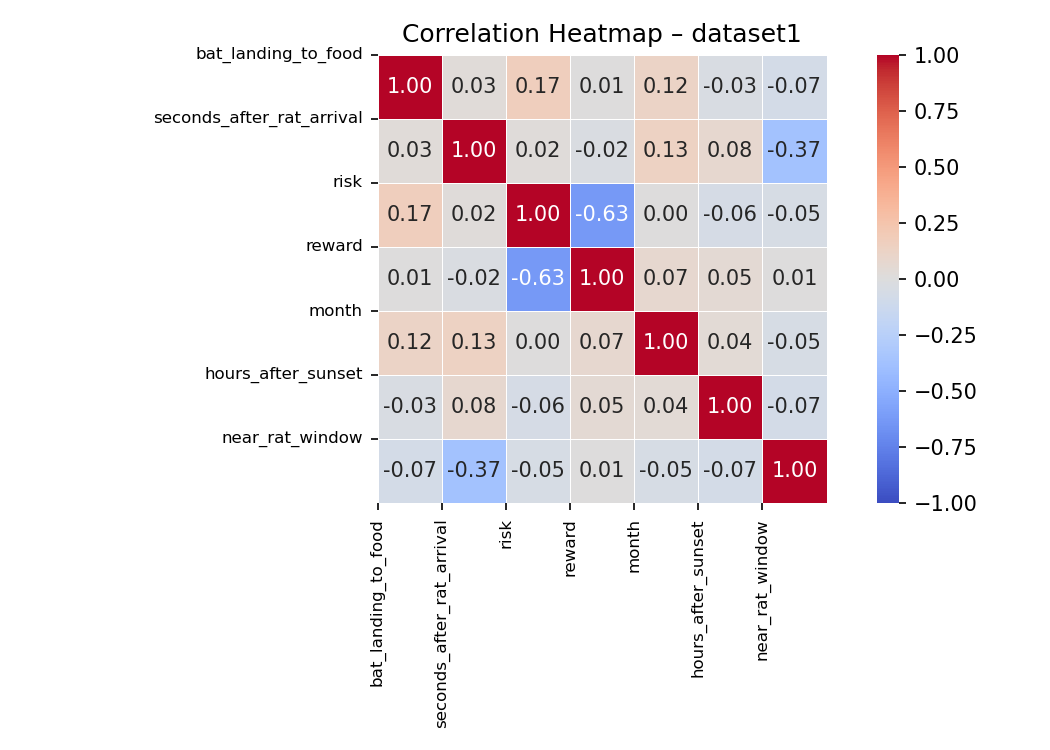 Correlation Heatmap – dataset1
bat_landing_to_food
1.00 0.03 0.17 0.01 0.12 -0.03 -0.07
seconds_after_rat_arrival
0.03 1.00 0.02 -0.02 0.13 0.08 -0.37
risk
0.17 0.02 1.00 -0.63 0.00 -0.06 -0.05
reward
0.01 -0.02 -0.63 1.00 0.07 0.05 0.01
month
0.12 0.13 0.00 0.07 1.00 0.04 -0.05
hours_after_sunset
-0.03 0.08 -0.06 0.05 0.04 1.00 -0.07
near_rat_window
-0.07 -0.37 -0.05 0.01 -0.05 -0.07 1.00
bat_landing_to_food
seconds_after_rat_arrival
risk
reward
month
hours_after_sunset
near_rat_window
1.00
0.75
0.50
0.25
0.00
−0.25
−0.50
−0.75
−1.00